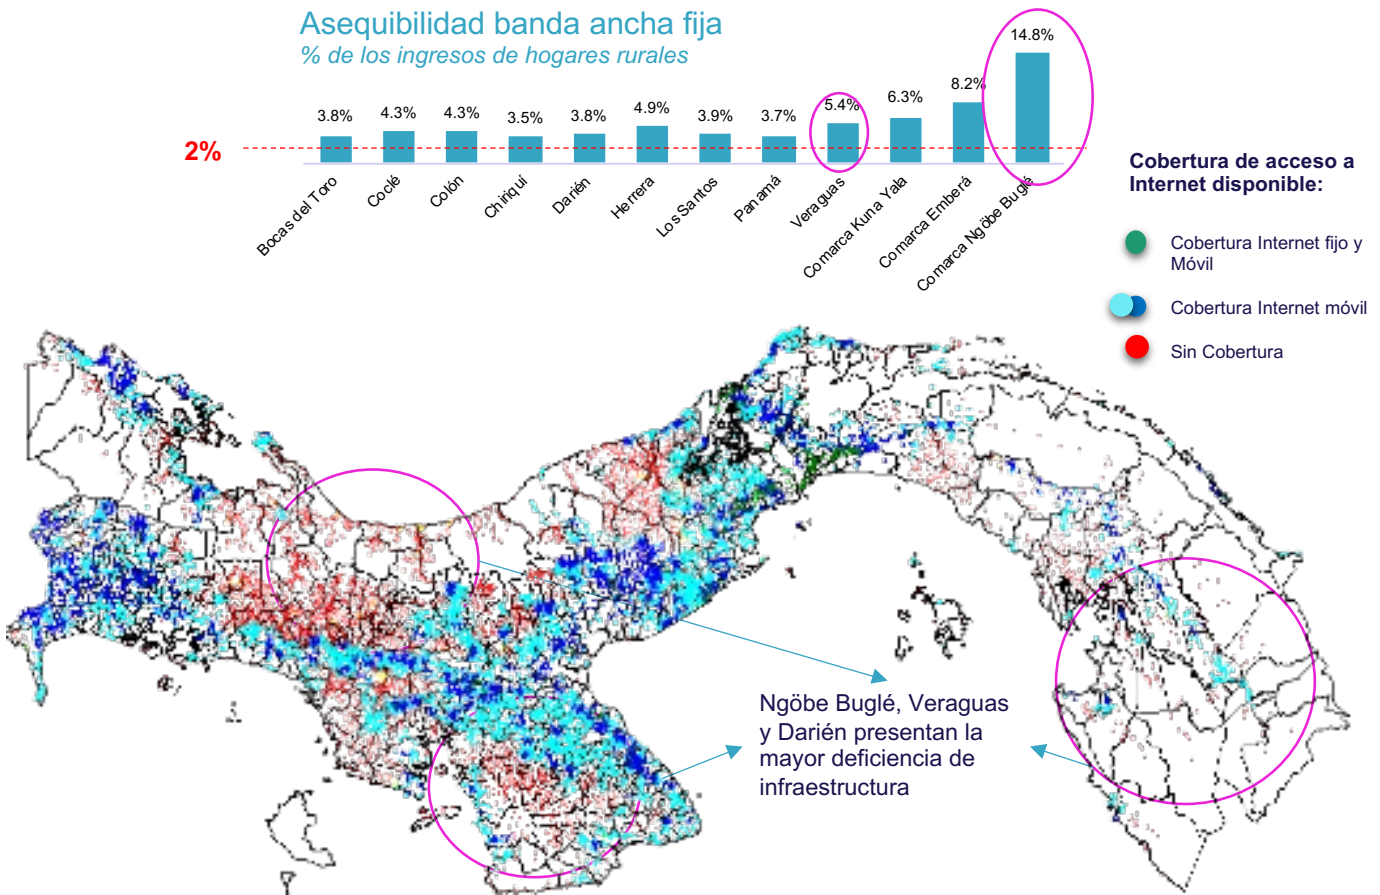 Asequibilidad banda ancha fija
% de los ingresos de hogares rurales
14.8%
8.2%
6.3%
5.4%
4.9%
4.3%
4.3%
3.8%
3.5%
3.8%
3.9%
3.7%
2%
Bocas del Toro
Coclé
Colón
Chiriquí
Darién
Herrera
Los Santos
Panamá
Veraguas
Comarca Kuna Yala
Comarca Emberá
Comarca Ngöbe Buglé
Cobertura de acceso a
Internet disponible:
Cobertura Internet fijo y
Móvil
Cobertura Internet móvil
Sin Cobertura
Ngöbe Buglé, Veraguas
y Darién presentan la
mayor deficiencia de
infraestructura